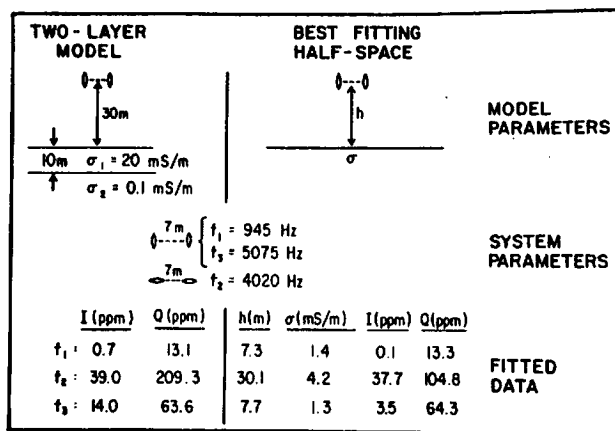 TWO-LAYER MODEL
BEST FITTING HALF-SPACE
30m
h
MODEL PARAMETERS
10m σ₁ = 20 mS/m
σ
σ₂ = 0.1 mS/m
7m f₁ = 945 Hz
f₃ = 5075 Hz
7m f₂ = 4020 Hz
SYSTEM PARAMETERS
I (ppm) Q (ppm) h(m) σ(mS/m) I(ppm) Q(ppm)
f₁: 0.7 13.1 7.3 1.4 0.1 13.3
f₂: 39.0 209.3 30.1 4.2 37.7 104.8
f₃: 14.0 63.6 7.7 1.3 3.5 64.3
FITTED DATA